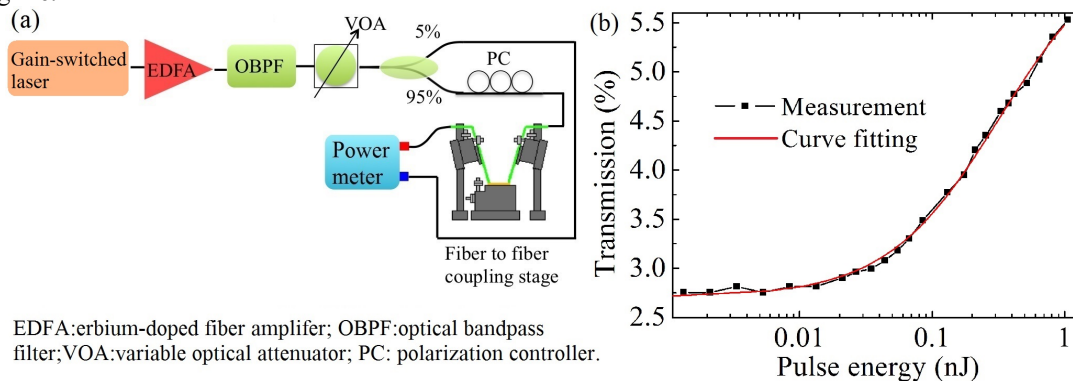 (a)
VOA
5%
Gain-switched
laser
EDFA
OBPF
PC
95%
Power
meter
Fiber to fiber
coupling stage
EDFA:erbium-doped fiber amplifer; OBPF:optical bandpass
filter;VOA:variable optical attenuator; PC: polarization controller.
(b)
5.5
5.0
4.5
4.0
3.5
3.0
2.5
Transmission (%)
Measurement
Curve fitting
0.01
0.1
1
Pulse energy (nJ)